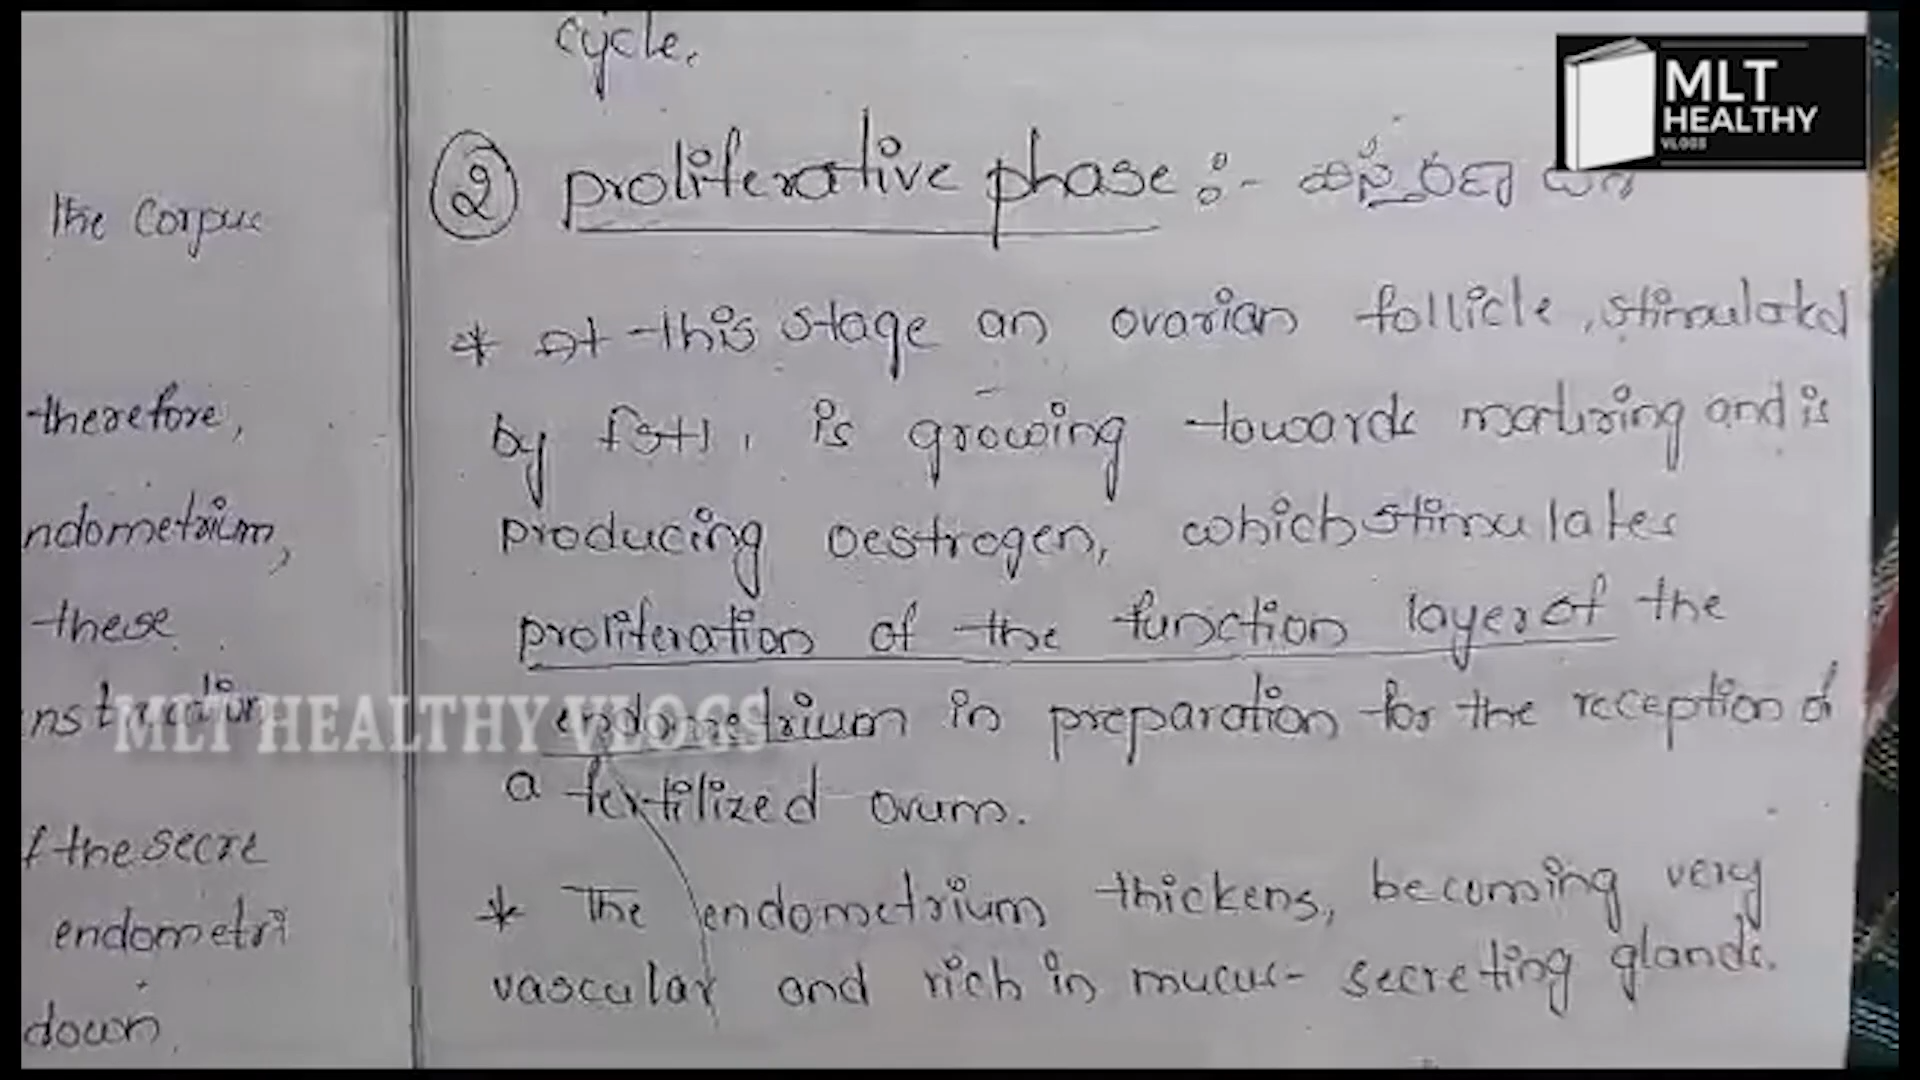 cycle.
② proliferative phase :-
* At this stage an ovarian follicle, stimulated
by FSH, is growing towards maturing and is
producing oestrogen, which stimulates
proliferation of the function layer of the
endometrium in preparation for the reception of
a fertilized ovum.
* The endometrium thickens, becoming very
vascular and rich in mucus- secreting glands.
the corpus
therefore,
ndometrium,
these
f the secre
endometri
down.
MLT
HEALTHY
VLOGS
MLT HEALTHY VLOGS